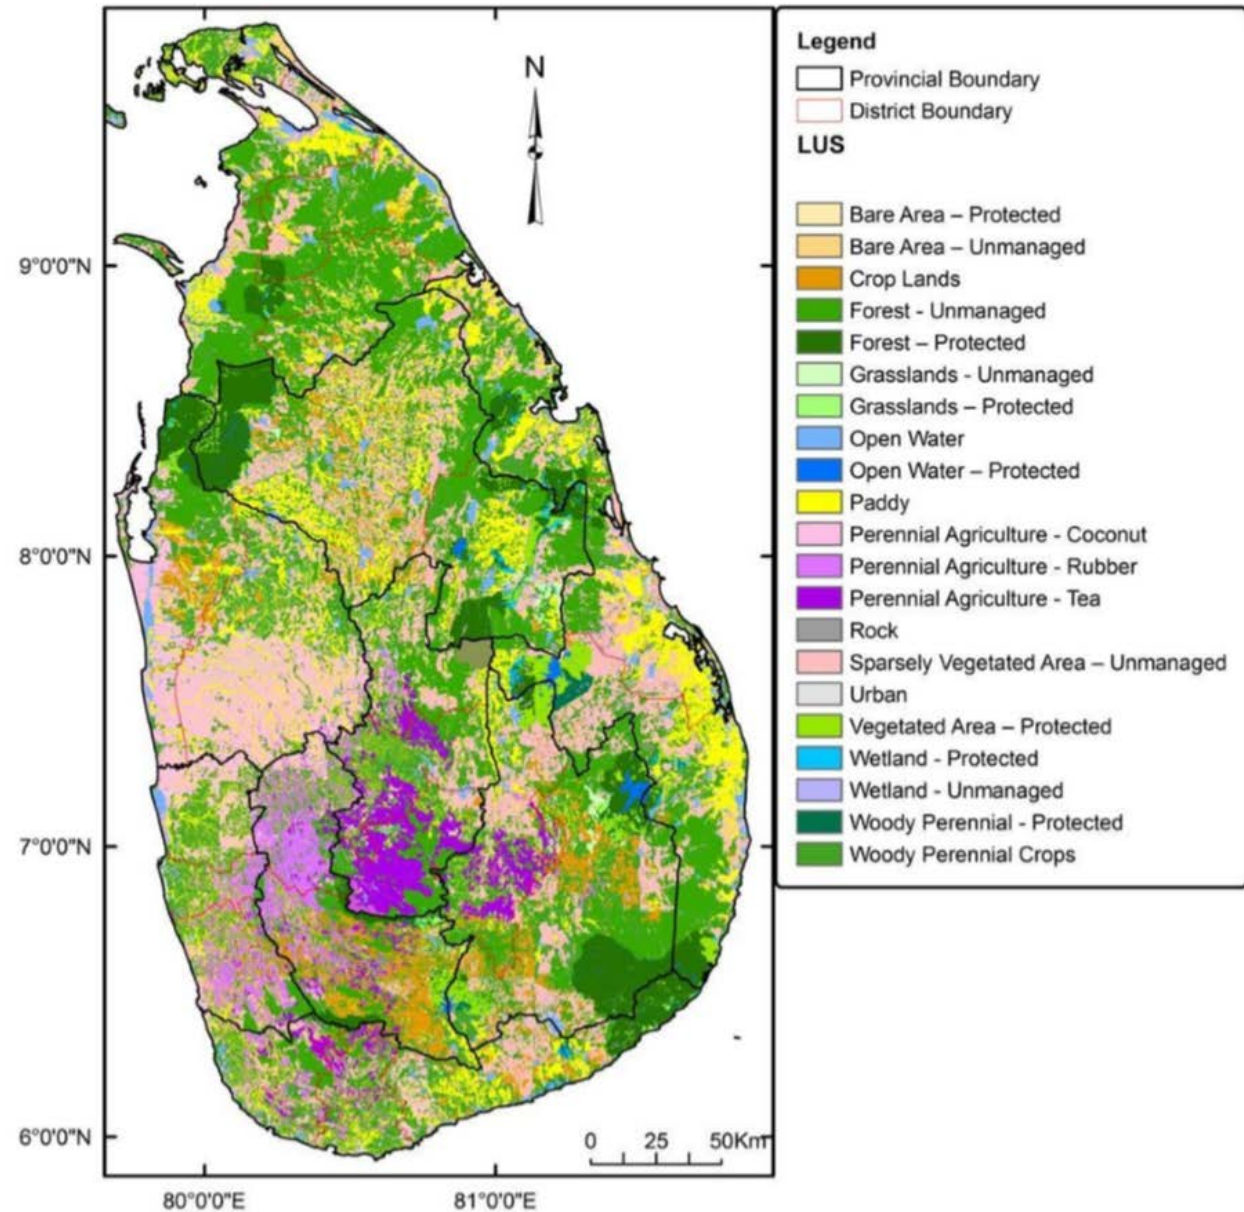 Legend
Provincial Boundary
District Boundary
LUS
Bare Area – Protected
Bare Area – Unmanaged
Crop Lands
Forest - Unmanaged
Forest – Protected
Grasslands - Unmanaged
Grasslands – Protected
Open Water
Open Water – Protected
Paddy
Perennial Agriculture - Coconut
Perennial Agriculture - Rubber
Perennial Agriculture - Tea
Rock
Sparsely Vegetated Area – Unmanaged
Urban
Vegetated Area – Protected
Wetland - Protected
Wetland - Unmanaged
Woody Perennial - Protected
Woody Perennial Crops
N
9°0'0"N
8°0'0"N
7°0'0"N
6°0'0"N
0 25 50Km
80°0'0"E 81°0'0"E